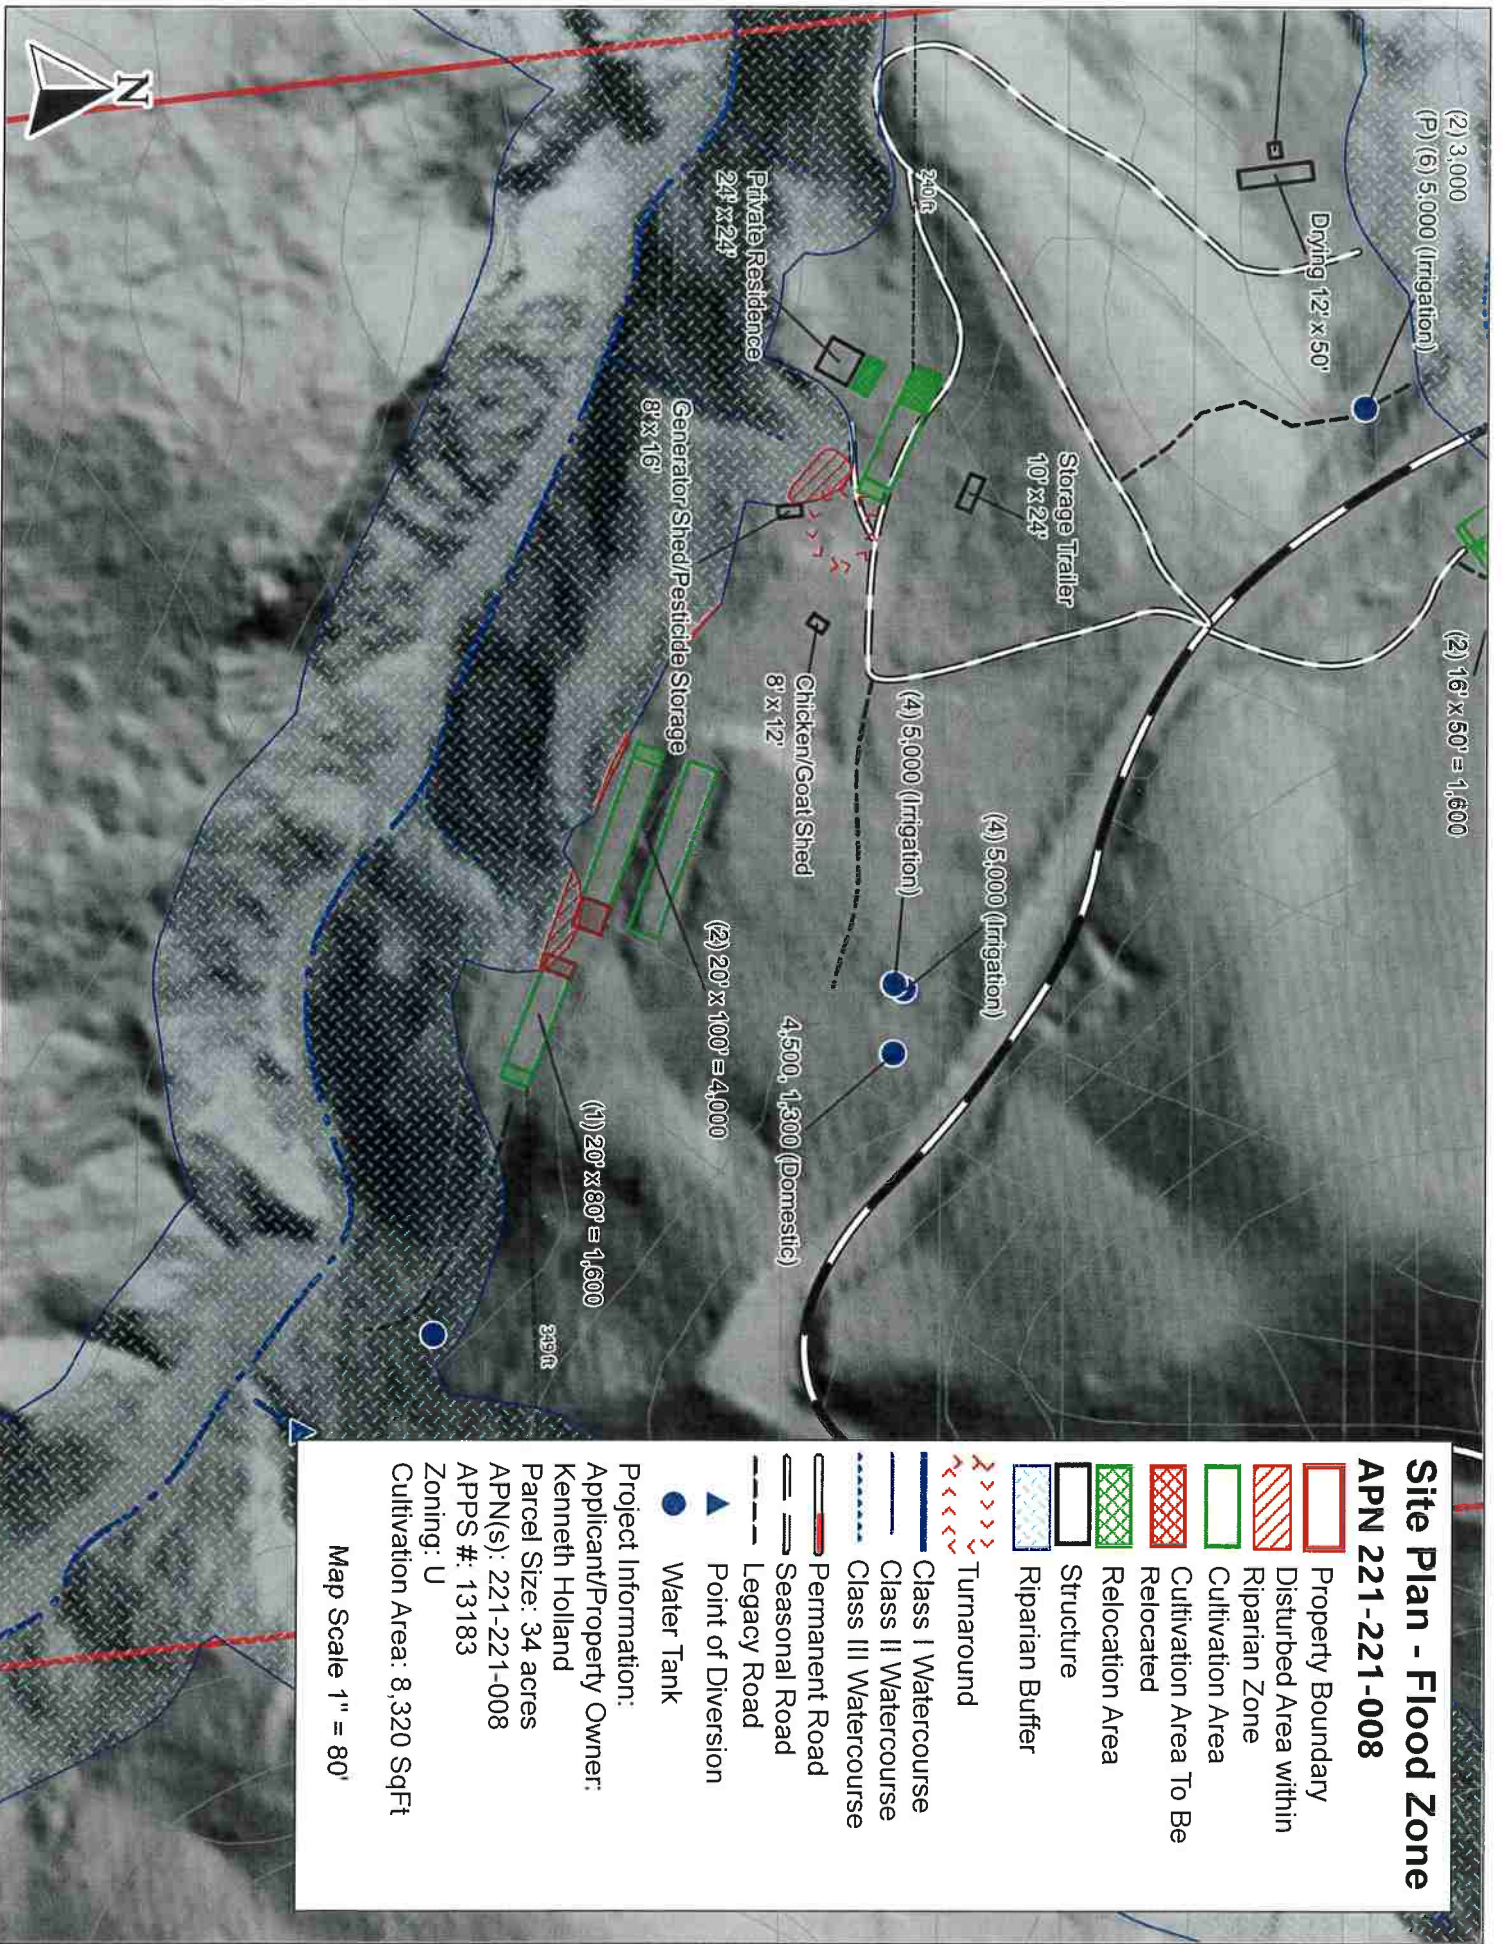 Site Plan - Flood Zone
APN 221-221-008
Property Boundary
Disturbed Area within
Riparian Zone
Cultivation Area
Cultivation Area To Be
Relocated
Relocation Area
Structure
Riparian Buffer
Turnaround
Class I Watercourse
Class II Watercourse
Class III Watercourse
Permanent Road
Seasonal Road
Legacy Road
Point of Diversion
Water Tank
Project Information:
Applicant/Property Owner:
Kenneth Holland
Parcel Size: 34 acres
APN(s): 221-221-008
APPS #: 13183
Zoning: U
Cultivation Area: 8,320 SqFt
Map Scale 1" = 80'
(2) 3,000
(P) (6) 5,000 (Irrigation)
Drying 12' x 50'
(2) 16' x 50' = 1,600
Storage Trailer
10' x 24'
240 ft
Private Residence
24' x 24'
Generator Shed/Pesticide Storage
8' x 16'
Chicken/Goat Shed
8' x 12'
(4) 5,000 (Irrigation)
(4) 5,000 (Irrigation)
4,500, 1,300 (Domestic)
(2) 20' x 100' = 4,000
(1) 20' x 80' = 1,600
349 ft
N